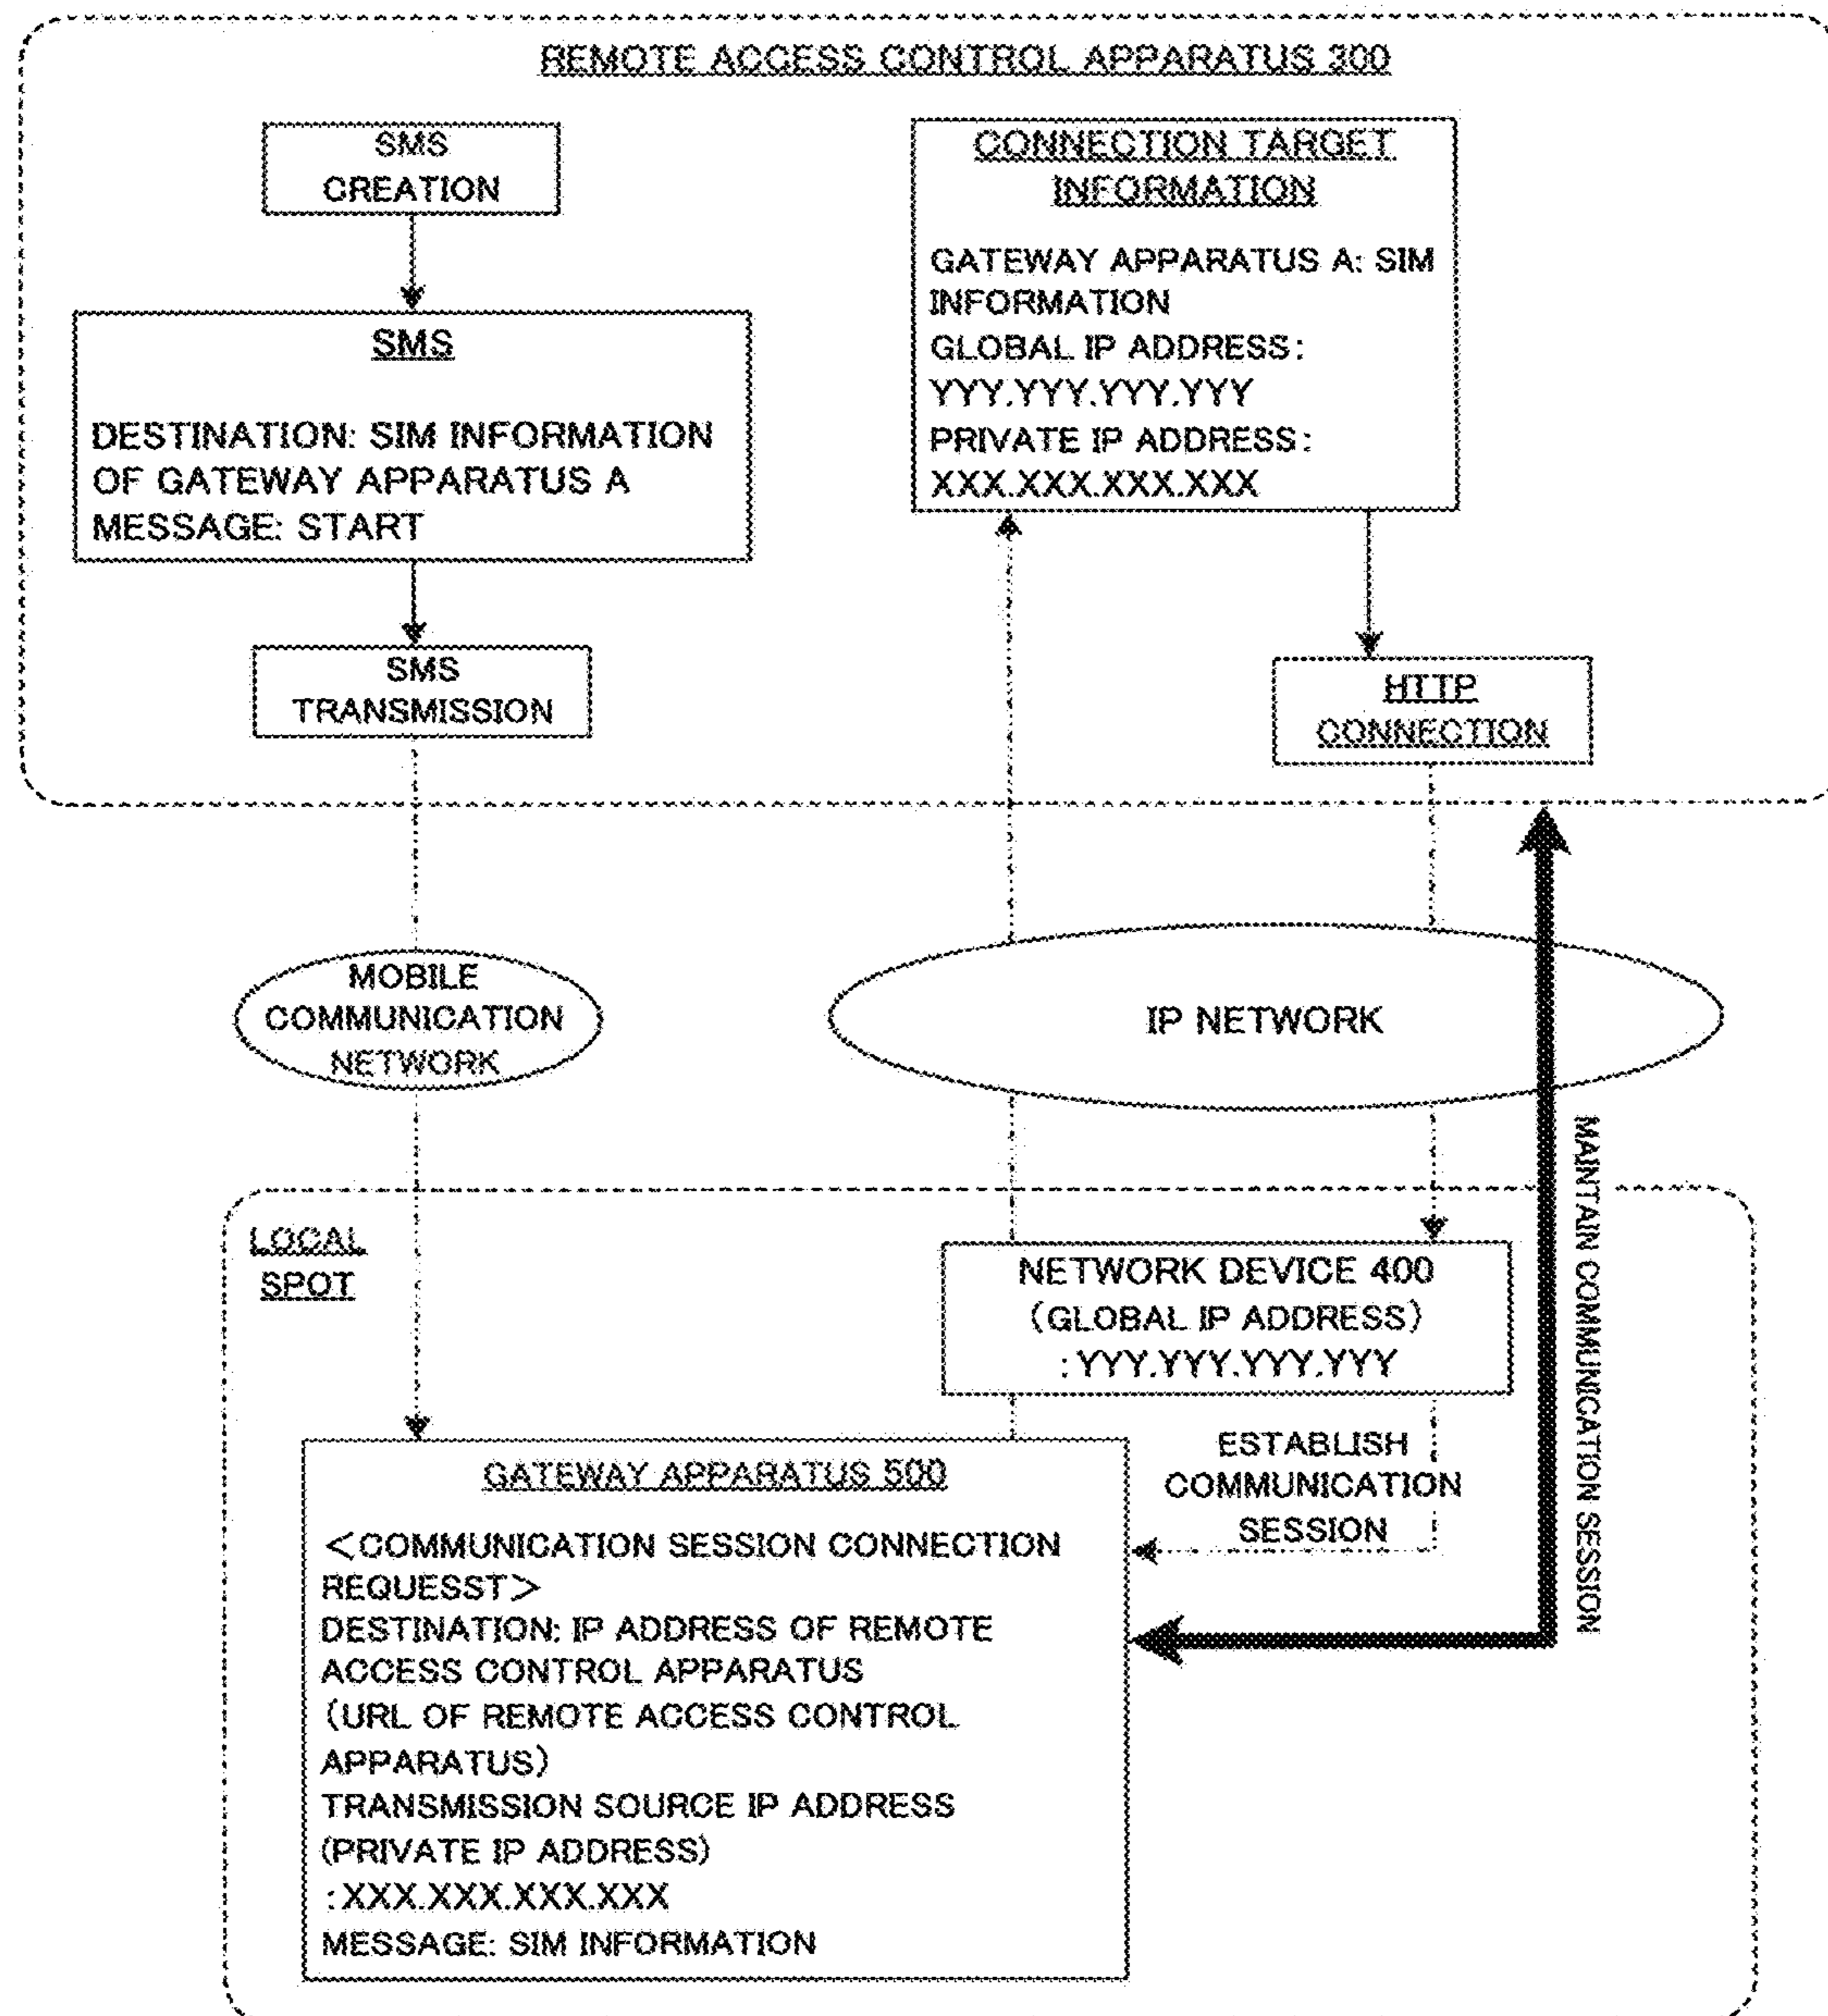 REMOTE ACCESS CONTROL APPARATUS 300
SMS
CREATION
SMS
DESTINATION: SIM INFORMATION
OF GATEWAY APPARATUS A
MESSAGE: START
SMS
TRANSMISSION
CONNECTION TARGET
INFORMATION
GATEWAY APPARATUS A: SIM
INFORMATION
GLOBAL IP ADDRESS:
YYY.YYY.YYY.YYY
PRIVATE IP ADDRESS:
XXX.XXX.XXX.XXX
HTTP
CONNECTION
MOBILE
COMMUNICATION
NETWORK
IP NETWORK
MAINTAIN COMMUNICATION SESSION
LOCAL
SPOT
NETWORK DEVICE 400
(GLOBAL IP ADDRESS)
:YYY.YYY.YYY.YYY
ESTABLISH
COMMUNICATION
SESSION
GATEWAY APPARATUS 500
<COMMUNICATION SESSION CONNECTION
REQUESST>
DESTINATION: IP ADDRESS OF REMOTE
ACCESS CONTROL APPARATUS
(URL OF REMOTE ACCESS CONTROL
APPARATUS)
TRANSMISSION SOURCE IP ADDRESS
(PRIVATE IP ADDRESS)
:XXX.XXX.XXX.XXX
MESSAGE: SIM INFORMATION